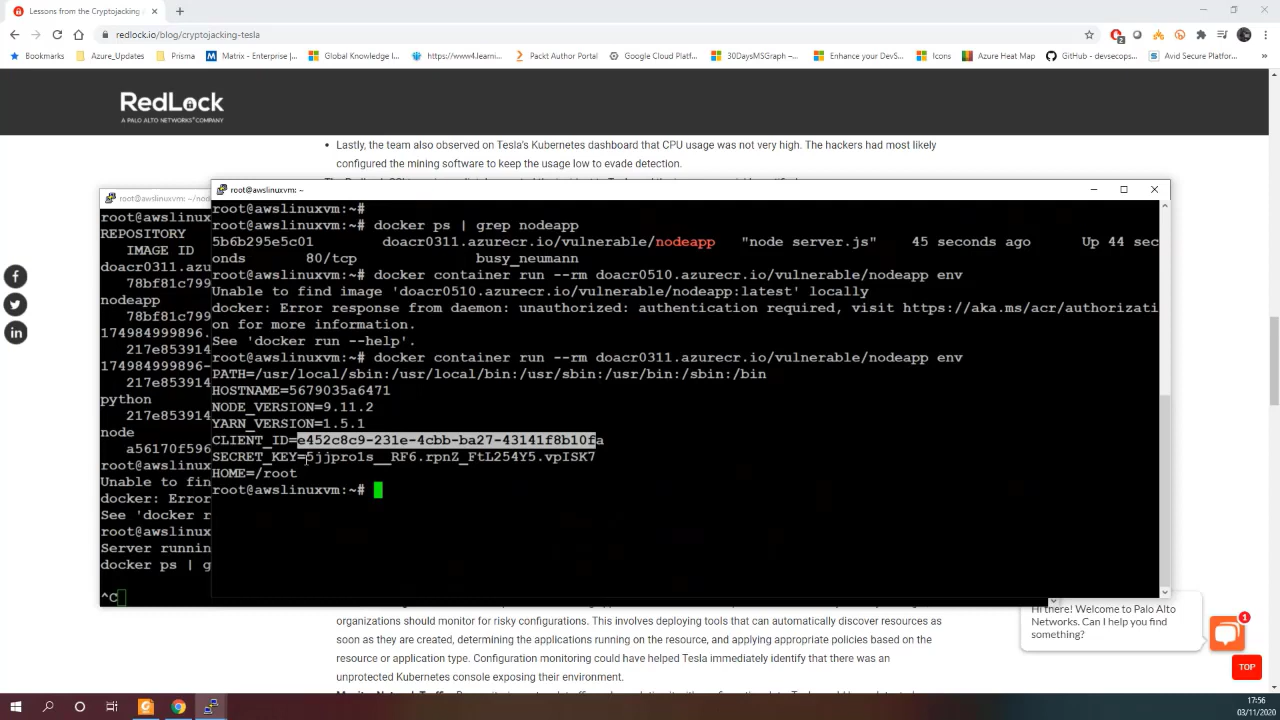 Lessons from the Cryptojacking
redlock.io/blog/cryptojacking-tesla
Bookmarks Azure_Updates Prisma Matrix - Enterprise |... Global Knowledge I... https://www4.learni... Packt Author Portal Google Cloud Platf... 30DaysMSGraph –... Enhance your DevS... Icons Azure Heat Map GitHub - devsecops... Avid Secure Platfor... »
RedLock
A PALO ALTO NETWORKS® COMPANY
• Lastly, the team also observed on Tesla's Kubernetes dashboard that CPU usage was not very high. The hackers had most likely
configured the mining software to keep the usage low to evade detection.
root@awslinuxvm: ~/nod
root@awslinuxvm
REPOSITORY
IMAGE ID
doacr0311.azur
78bf81c799
nodeapp
78bf81c799
174984999896.
217e853914
174984999896-
217e853914
python
217e853914
node
a56170f596
Unable to find
docker: Error
See 'docker r
root@awslinuxvm
Server running
docker ps | g
^C
root@awslinuxvm: ~
root@awslinuxvm:~#
root@awslinuxvm:~# docker ps | grep nodeapp
5b6b295e5c01 doacr0311.azurecr.io/vulnerable/nodeapp "node server.js" 45 seconds ago Up 44 sec
onds 80/tcp busy_neumann
root@awslinuxvm:~# docker container run --rm doacr0510.azurecr.io/vulnerable/nodeapp env
Unable to find image 'doacr0510.azurecr.io/vulnerable/nodeapp:latest' locally
docker: Error response from daemon: unauthorized: authentication required, visit https://aka.ms/acr/authorizati
on for more information.
See 'docker run --help'.
root@awslinuxvm:~# docker container run --rm doacr0311.azurecr.io/vulnerable/nodeapp env
PATH=/usr/local/sbin:/usr/local/bin:/usr/sbin:/usr/bin:/sbin:/bin
HOSTNAME=5679035a6471
NODE_VERSION=9.11.2
YARN_VERSION=1.5.1
CLIENT_ID=e452c8c9-231e-4cbb-ba27-43141f8b10fa
SECRET_KEY=5jjpro1s__RF6.rpnZ_FtL254Y5.vpISK7
HOME=/root
root@awslinuxvm:~#
organizations should monitor for risky configurations. This involves deploying tools that can automatically discover resources as
soon as they are created, determining the applications running on the resource, and applying appropriate policies based on the
resource or application type. Configuration monitoring could have helped Tesla immediately identify that there was an
unprotected Kubernetes console exposing their environment.
Hi there! Welcome to Palo Alto
Networks. Can I help you find
something?
1
TOP
17:56
03/11/2020